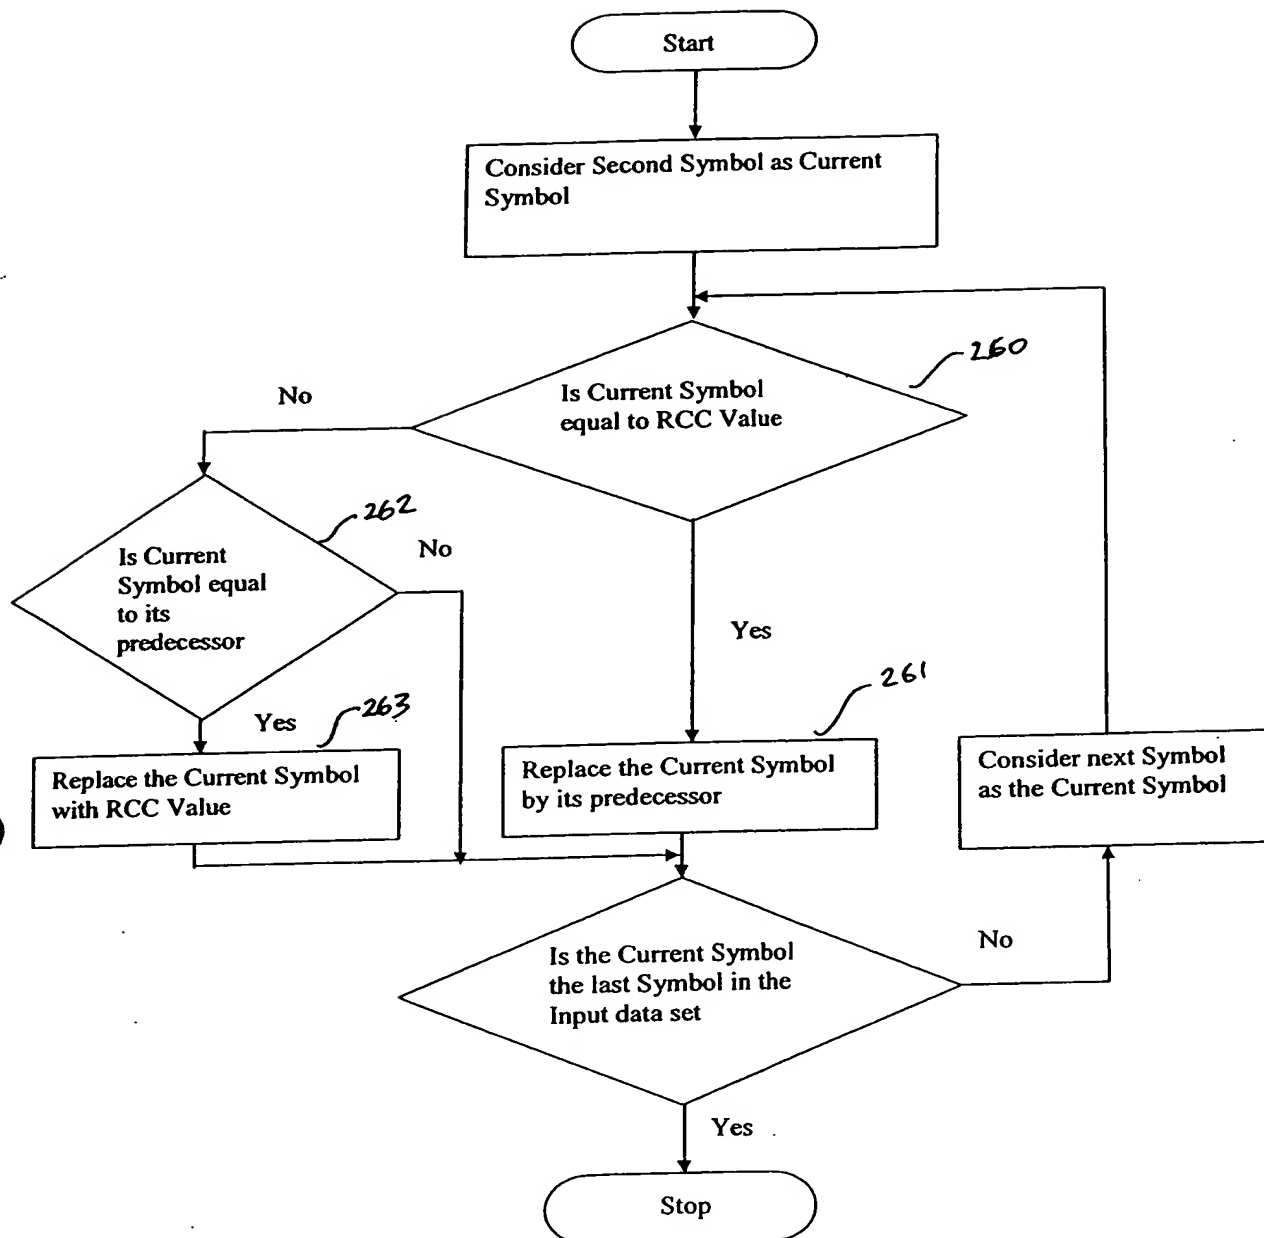 Start
Consider Second Symbol as Current
Symbol
260
Is Current Symbol
equal to RCC Value
No
262
Is Current
Symbol equal
to its
predecessor
No
Yes
261
Yes
263
Replace the Current Symbol
with RCC Value
Replace the Current Symbol
by its predecessor
Consider next Symbol
as the Current Symbol
Is the Current Symbol
the last Symbol in the
Input data set
No
Yes
Stop